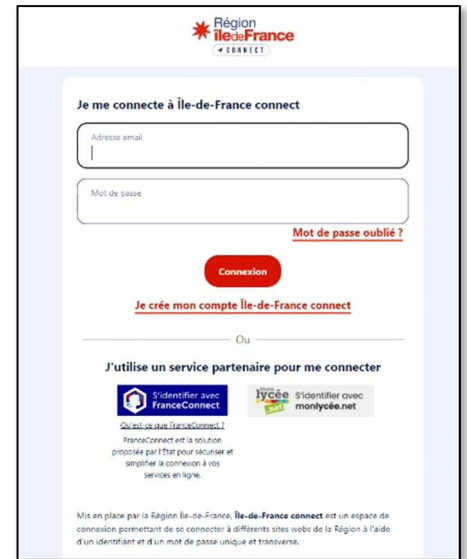 Région
îledeFrance
CONNECT
Je me connecte à Île-de-France connect
Adresse email
Mot de passe
Mot de passe oublié ?
Connexion
Je crée mon compte Île-de-France connect
Ou
J'utilise un service partenaire pour me connecter
S'identifier avec
FranceConnect
mon
lycée
.net
S'identifier avec
monlycée.net
Qu'est-ce que FranceConnect ?
FranceConnect est la solution
proposée par l'État pour sécuriser et
simplifier la connexion à vos
services en ligne.
Mis en place par la Région Île-de-France, Île-de-France connect est un espace de
connexion permettant de se connecter à différents sites webs de la Région à l'aide
d'un identifiant et d'un mot de passe unique et transverse.